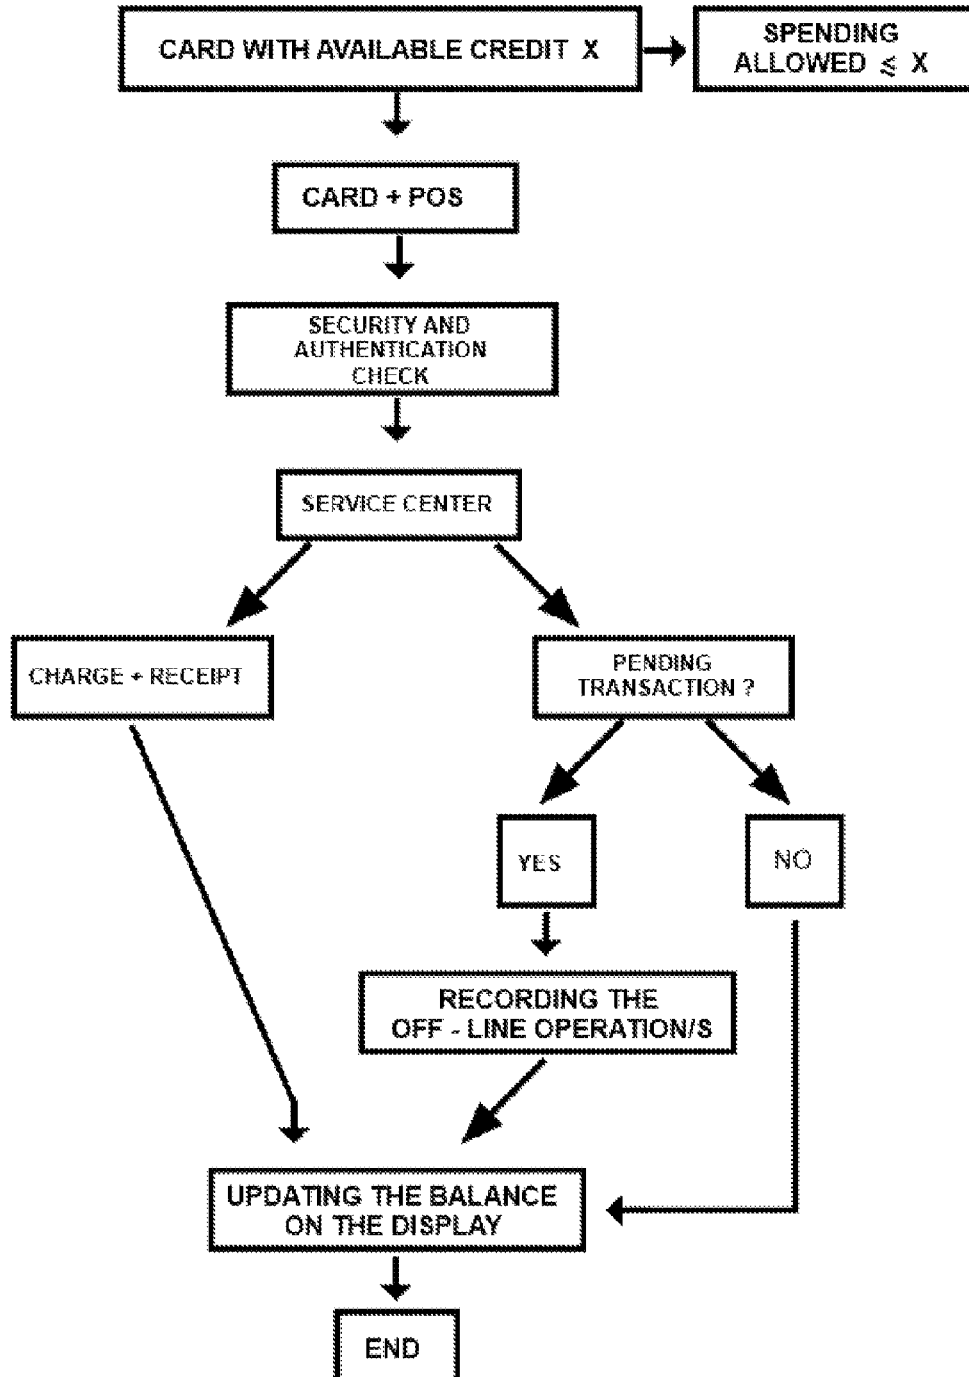 CARD WITH AVAILABLE CREDIT X
SPENDING
ALLOWED ≤ X
CARD + POS
SECURITY AND
AUTHENTICATION
CHECK
SERVICE CENTER
CHARGE + RECEIPT
PENDING
TRANSACTION ?
YES
NO
RECORDING THE
OFF - LINE OPERATION/S
UPDATING THE BALANCE
ON THE DISPLAY
END